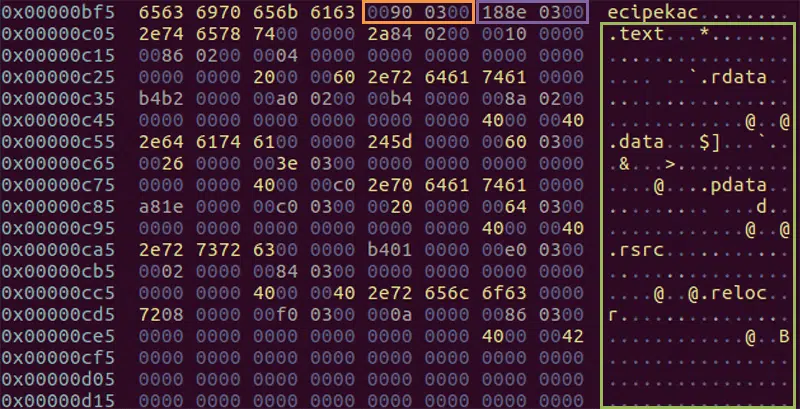 0x00000bf5 6563 6970 656b 6163 0090 0300 188e 0300 ecipekac........
0x00000c05 2e74 6578 7400 0000 2a84 0200 0010 0000 .text...*.......
0x00000c15 0086 0200 0004 0000 0000 0000 0000 0000 ................
0x00000c25 0000 0000 2000 0060 2e72 6461 7461 0000 .... ..`.rdata..
0x00000c35 b4b2 0000 00a0 0200 00b4 0000 008a 0200 ................
0x00000c45 0000 0000 0000 0000 0000 0000 4000 0040 ............@..@
0x00000c55 2e64 6174 6100 0000 245d 0000 0060 0300 .data...$]...`..
0x00000c65 0026 0000 003e 0300 0000 0000 0000 0000 .&...>..........
0x00000c75 0000 0000 4000 00c0 2e70 6461 7461 0000 ....@....pdata..
0x00000c85 a81e 0000 00c0 0300 0020 0000 0064 0300 ......... ...d..
0x00000c95 0000 0000 0000 0000 0000 0000 4000 0040 ............@..@
0x00000ca5 2e72 7372 6300 0000 b401 0000 00e0 0300 .rsrc...........
0x00000cb5 0002 0000 0084 0300 0000 0000 0000 0000 ................
0x00000cc5 0000 0000 4000 0040 2e72 656c 6f63 0000 ....@..@.reloc..
0x00000cd5 7208 0000 00f0 0300 000a 0000 0086 0300 r...............
0x00000ce5 0000 0000 0000 0000 0000 0000 4000 0042 ............@..B
0x00000cf5 0000 0000 0000 0000 0000 0000 0000 0000 ................
0x00000d05 0000 0000 0000 0000 0000 0000 0000 0000 ................
0x00000d15 0000 0000 0000 0000 0000 0000 0000 0000 ................